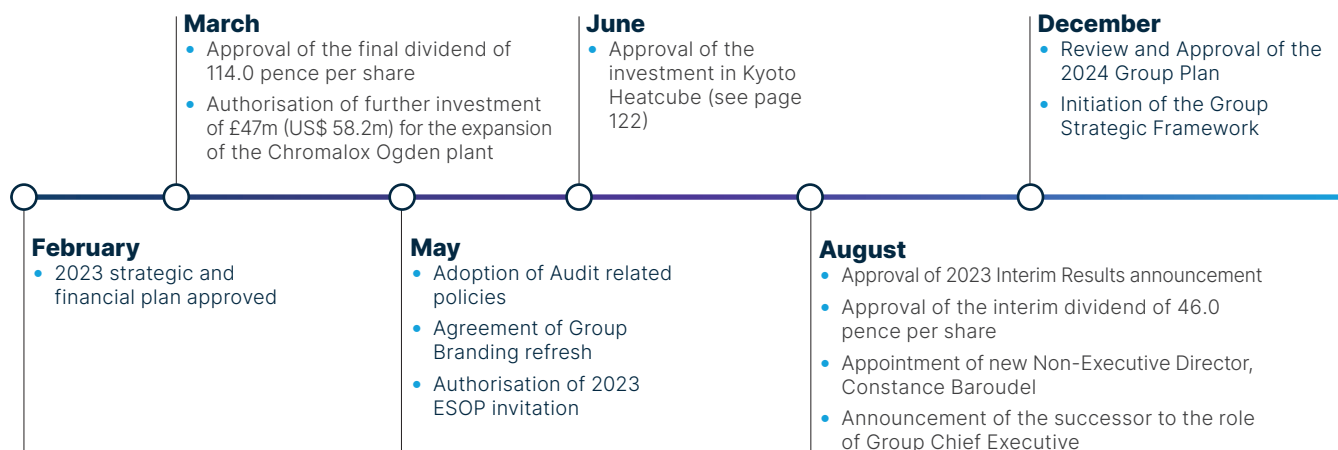 March
Approval of the final dividend of
114.0 pence per share
Authorisation of further investment
of £47m (US$ 58.2m) for the expansion
of the Chromalox Ogden plant
June
Approval of the
investment in Kyoto
Heatcube (see page
122)
December
Review and Approval of the
2024 Group Plan
Initiation of the Group
Strategic Framework
February
2023 strategic and
financial plan approved
May
Adoption of Audit related
policies
Agreement of Group
Branding refresh
Authorisation of 2023
ESOP invitation
August
Approval of 2023 Interim Results announcement
Approval of the interim dividend of 46.0
pence per share
Appointment of new Non-Executive Director,
Constance Baroudel
Announcement of the successor to the role
of Group Chief Executive